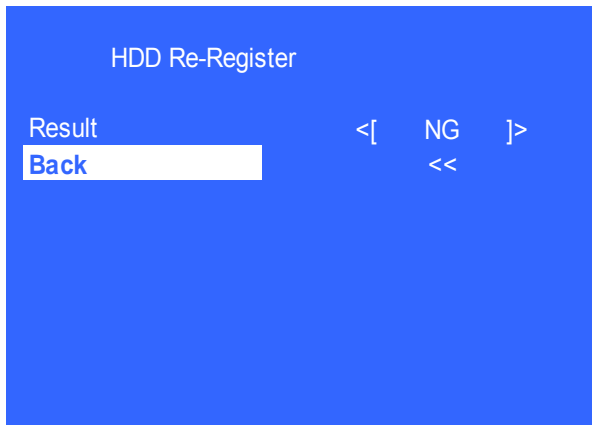 HDD Re-Register
Result <[ NG ]>
Back <<